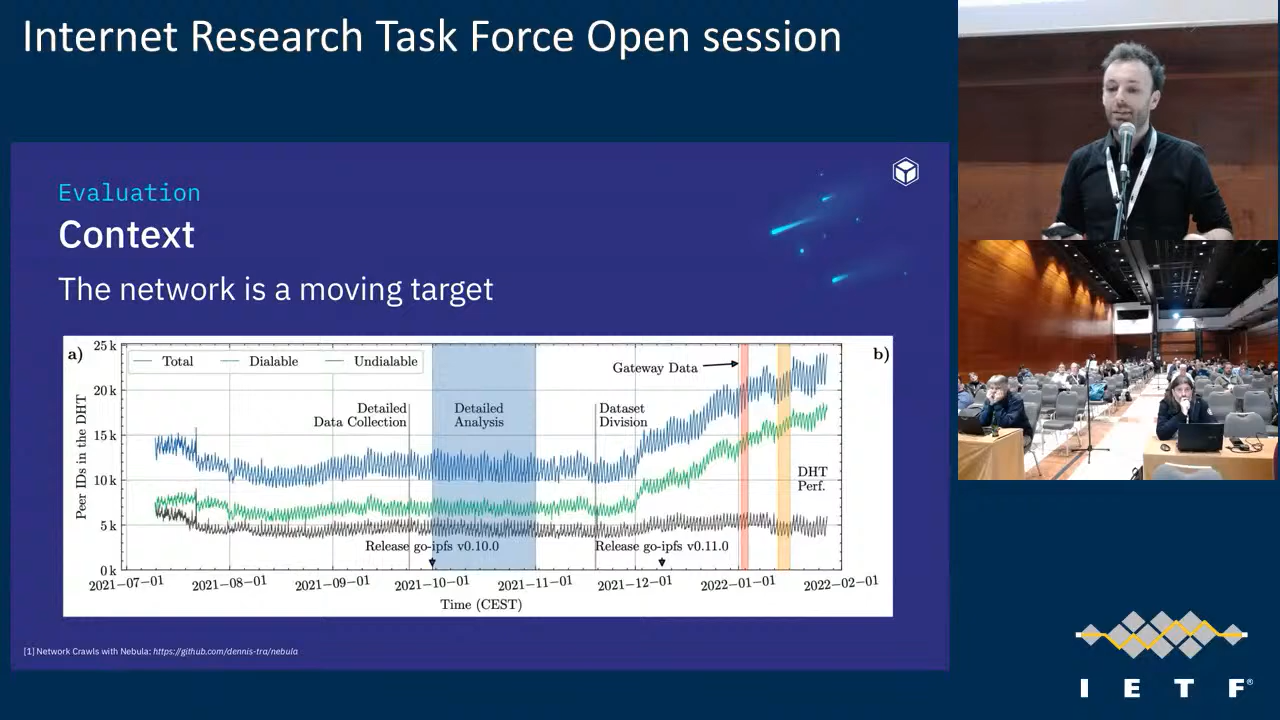 Internet Research Task Force Open session
Evaluation
Context
The network is a moving target
a)
b)
25 k
20 k
15 k
10 k
5 k
0 k
Peer IDs in the DHT
Total
Dialable
Undialable
Gateway Data
Detailed
Data Collection
Detailed
Analysis
Dataset
Division
DHT
Perf.
Release go-ipfs v0.10.0
Release go-ipfs v0.11.0
2021-07-01
2021-08-01
2021-09-01
2021-10-01
2021-11-01
2021-12-01
2022-01-01
2022-02-01
Time (CEST)
[1] Network Crawls with Nebula: https://github.com/dennis-tra/nebula
IETF®